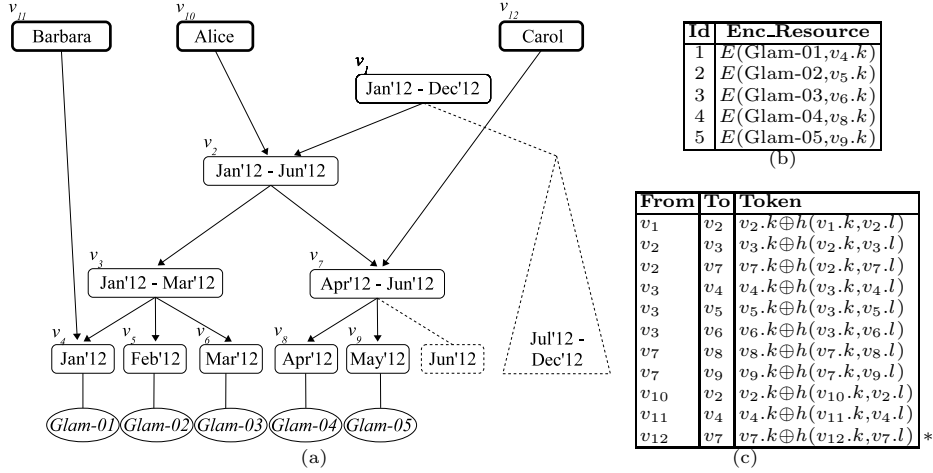 v11 v10 v12
Barbara Alice Carol
v1
Jan'12 - Dec'12
v2
Jan'12 - Jun'12
v3 v7
Jan'12 - Mar'12 Apr'12 - Jun'12
v4 v5 v6 v8 v9
Jan'12 Feb'12 Mar'12 Apr'12 May'12 Jun'12
Jul'12 -
Dec'12
Glam-01 Glam-02 Glam-03 Glam-04 Glam-05
(a)
Id Enc_Resource
1 E(Glam-01,v4.k)
2 E(Glam-02,v5.k)
3 E(Glam-03,v6.k)
4 E(Glam-04,v8.k)
5 E(Glam-05,v9.k)
(b)
From To Token
v1 v2 v2.k⊕h(v1.k,v2.l)
v2 v3 v3.k⊕h(v2.k,v3.l)
v2 v7 v7.k⊕h(v2.k,v7.l)
v3 v4 v4.k⊕h(v3.k,v4.l)
v3 v5 v5.k⊕h(v3.k,v5.l)
v3 v6 v6.k⊕h(v3.k,v6.l)
v7 v8 v8.k⊕h(v7.k,v8.l)
v7 v9 v9.k⊕h(v7.k,v9.l)
v10 v2 v2.k⊕h(v10.k,v2.l)
v11 v4 v4.k⊕h(v11.k,v4.l)
v12 v7 v7.k⊕h(v12.k,v7.l) *
(c)